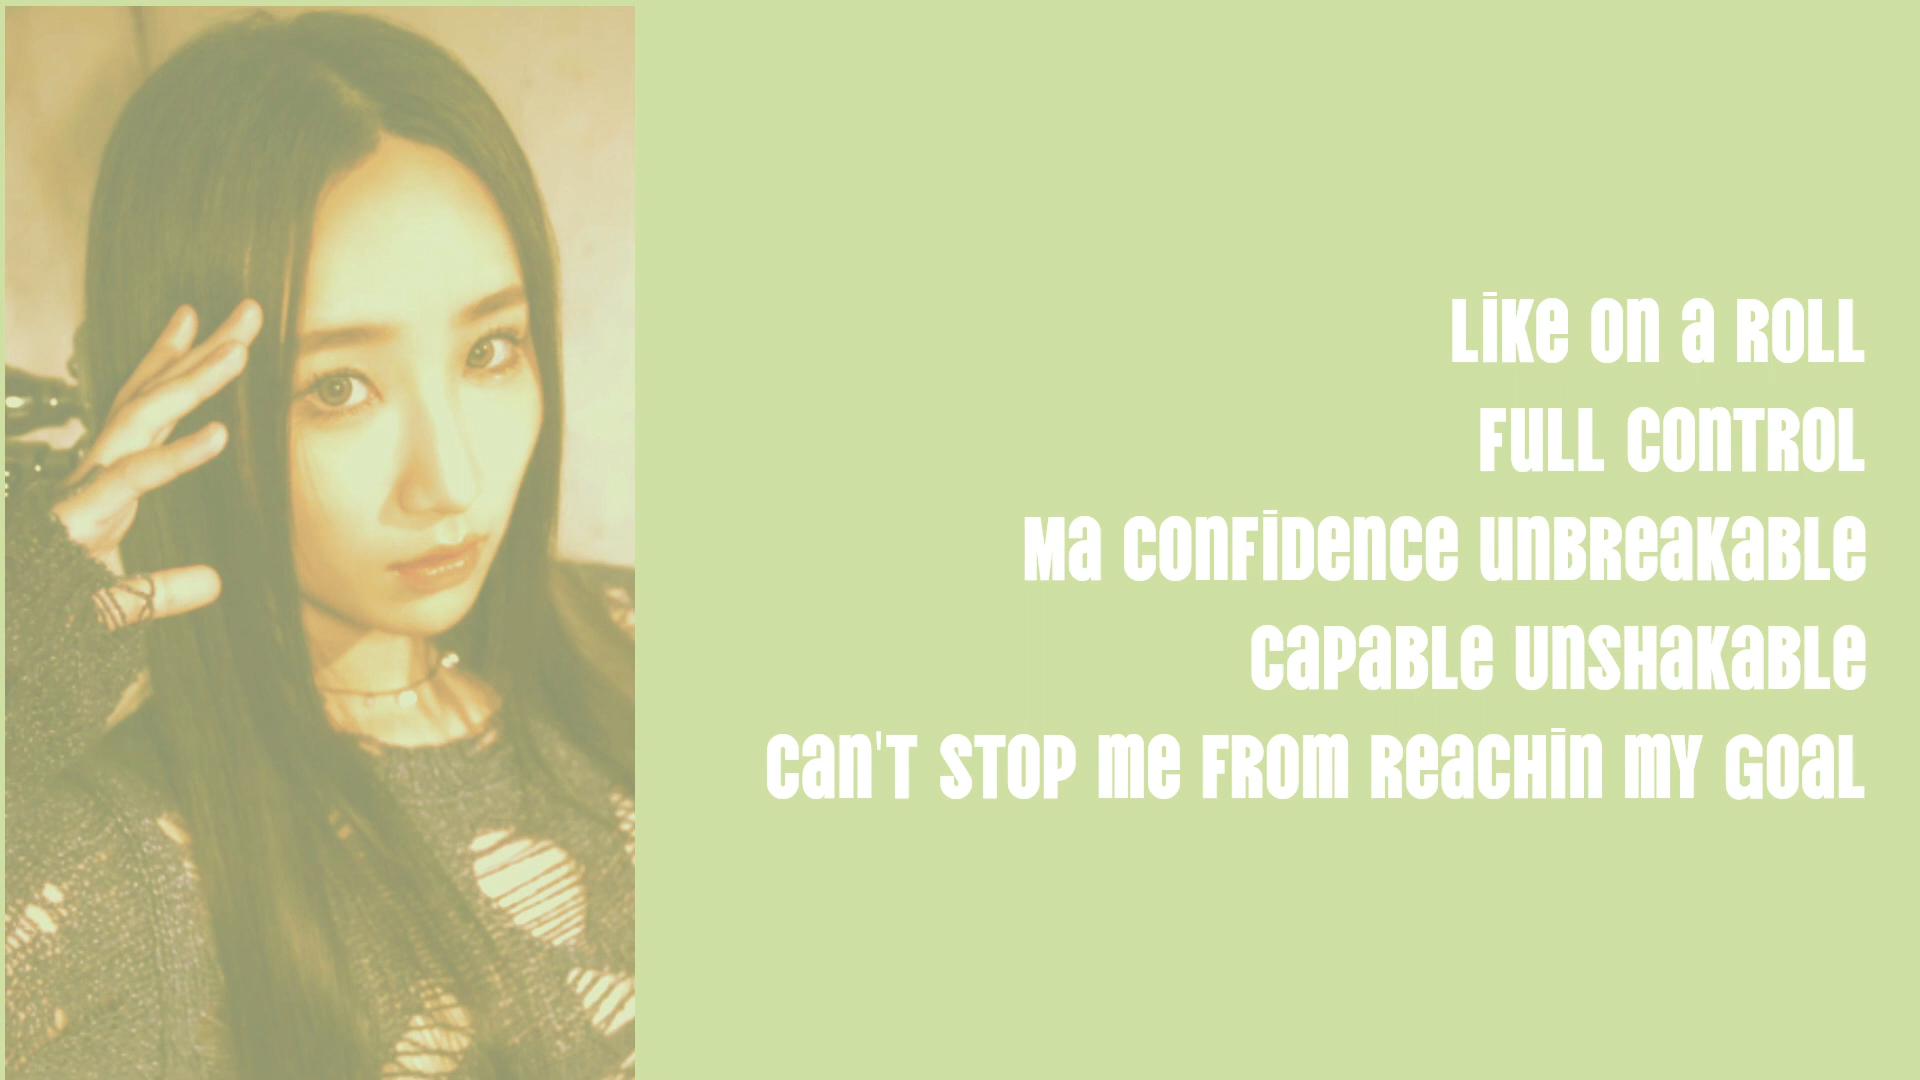 Like on a roll
Full control
Ma confidence unbreakable
Capable unshakable
Can't stop me from reachin my goal